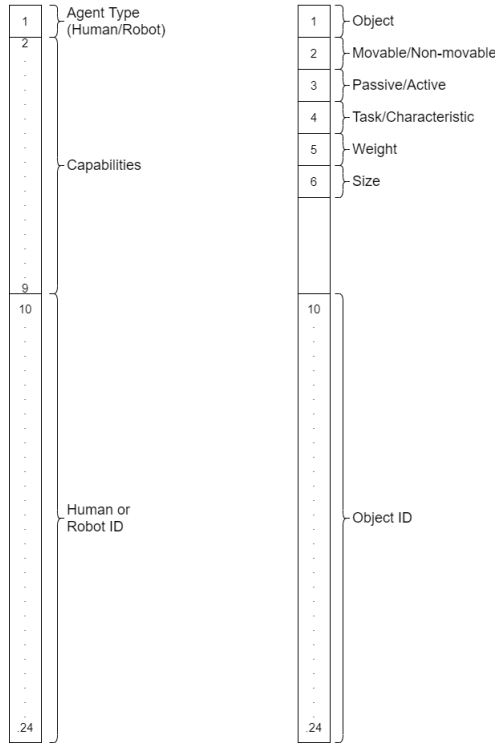 1
Agent Type
(Human/Robot)
2
Capabilities
9
10
Human or
Robot ID
.24
1
Object
2
Movable/Non-movable
3
Passive/Active
4
Task/Characteristic
5
Weight
6
Size
10
Object ID
.24